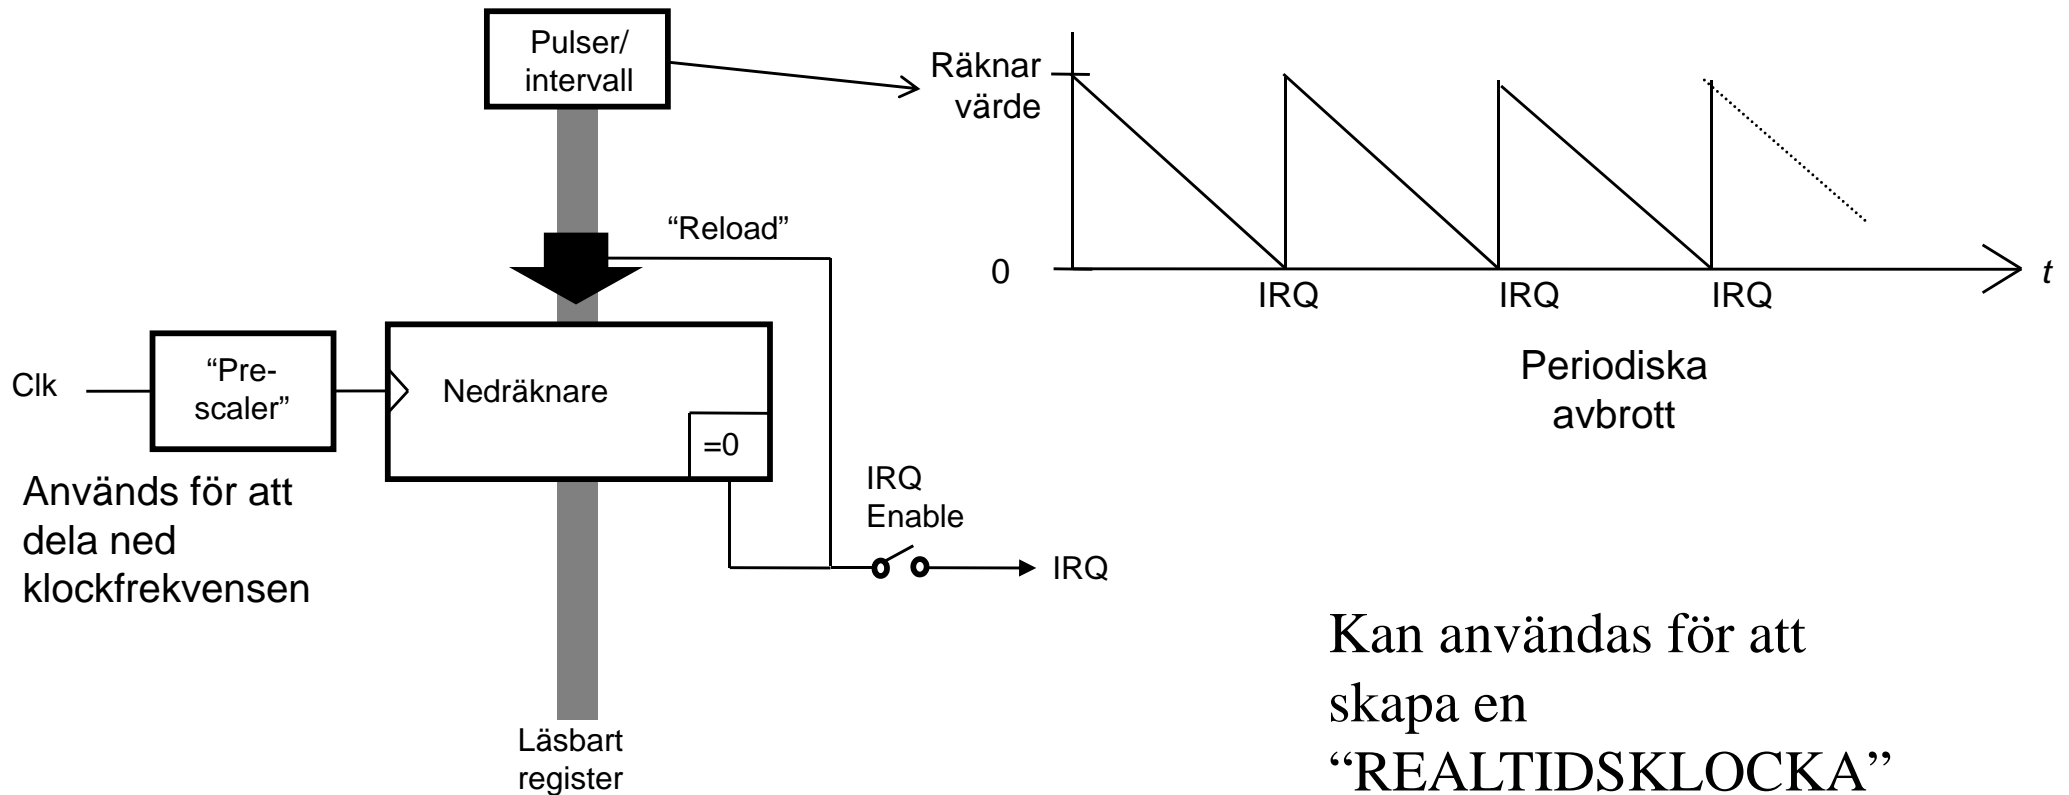 Pulser/
intervall
Räknar
värde
“Reload”
0
t
IRQ
IRQ
IRQ
Periodiska
avbrott
Clk
“Pre-
scaler”
Nedräknare
=0
Används för att
dela ned
klockfrekvensen
IRQ
Enable
IRQ
Kan användas för att
skapa en
“REALTIDSKLOCKA”
Läsbart
register